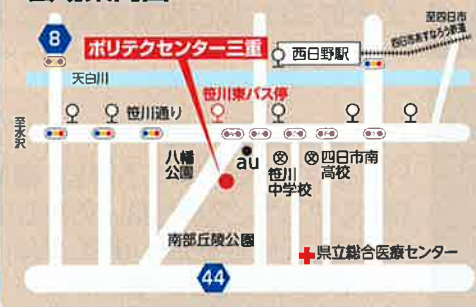 至四日市
四日市あすなろう鉄道
8
ポリテクセンター三重
西日野駅
天白川
笹川東バス停
笹川通り
至水沢
八幡
公園
au
笹川
中学校
四日市南
高校
南部丘陵公園
県立総合医療センター
44